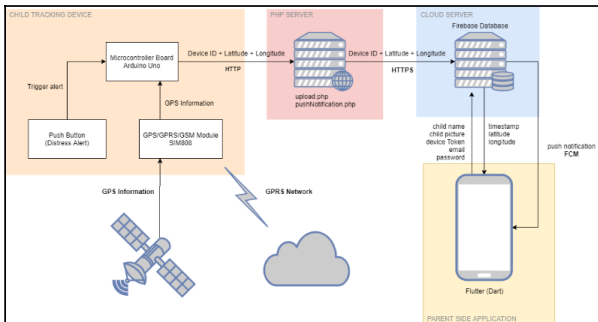 CHILD TRACKING DEVICE
PHP SERVER
CLOUD SERVER
Firebase Database
Microcontroller Board
Arduino Uno
Device ID + Latitude + Longitude
HTTP
Device ID + Latitude + Longitude
HTTPS
Trigger alert
GPS Information
upload.php
pushNotification.php
Push Button
(Distress Alert)
GPS/GPRS/GSM Module
SIM808
child name
child picture
device Token
email
password
timestamp
latitude
longitude
push notification
FCM
GPS Information
GPRS Network
Flutter (Dart)
PARENT SIDE APPLICATION